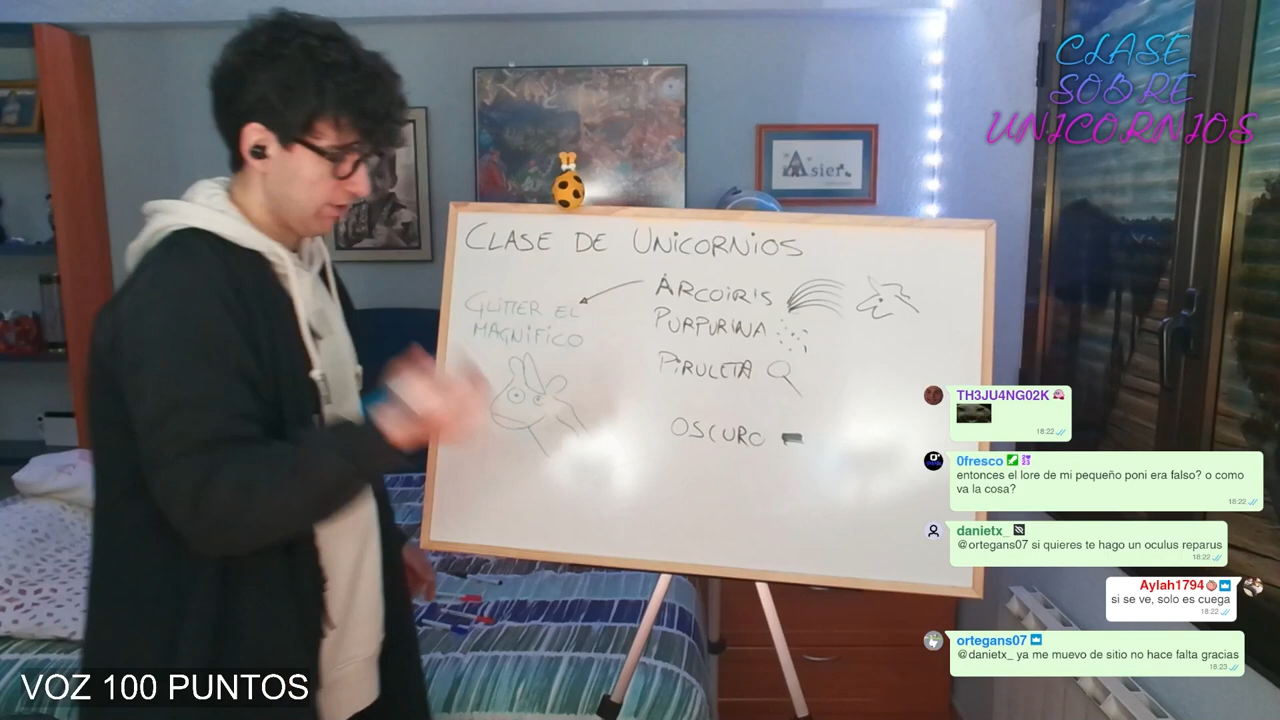 CLASE
SOBRE
UNICORNIOS
Asier
CLASE DE UNICORNIOS
ARCOIRIS
PURPURINA
PIRULETA
OSCURO
GLITTER EL
MAGNIFICO
TH3JU4NG02K
18:22
0fresco
entonces el lore de mi pequeño poni era falso? o como
va la cosa?
18:22
danietx_
@ortegans07 si quieres te hago un oculus reparus
18:22
Aylah1794
si se ve, solo es cuega
18:22
ortegans07
@danietx_ ya me muevo de sitio no hace falta gracias
18:23
VOZ 100 PUNTOS